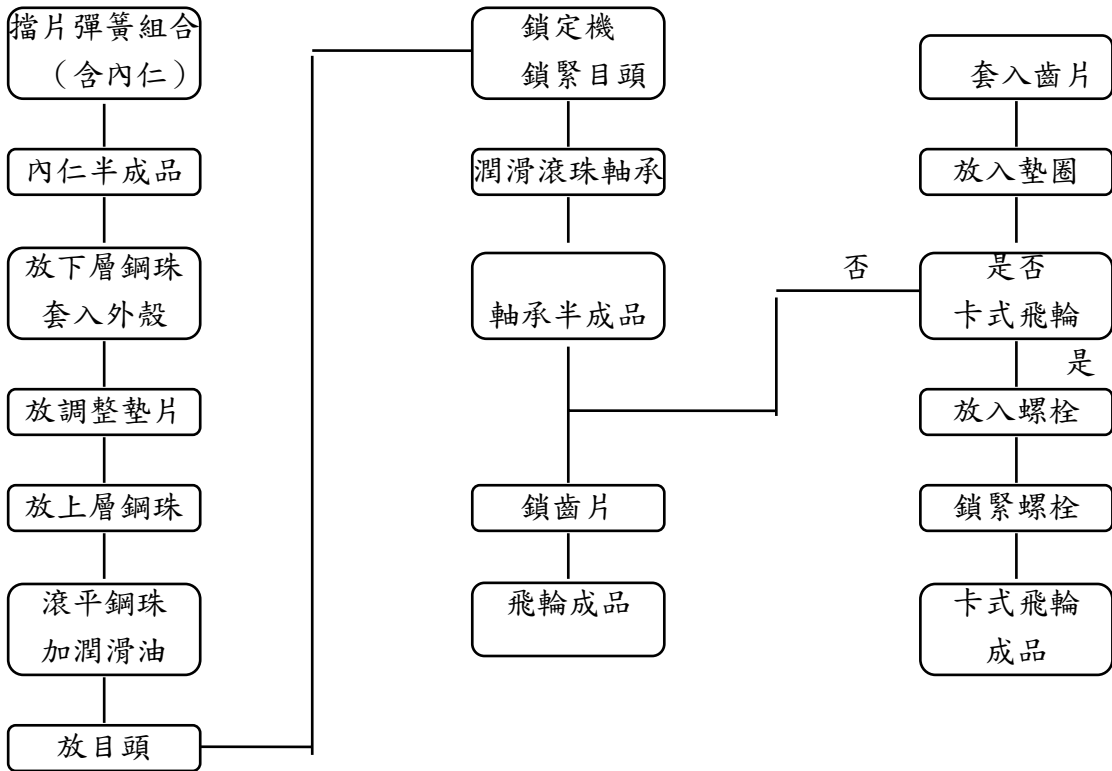 擋片彈簧組合
（含內仁）
內仁半成品
放下層鋼珠
套入外殼
放調整墊片
放上層鋼珠
滾平鋼珠
加潤滑油
放目頭
鎖定機
鎖緊目頭
潤滑滾珠軸承
軸承半成品
鎖齒片
飛輪成品
套入齒片
放入墊圈
否
是否
卡式飛輪
是
放入螺栓
鎖緊螺栓
卡式飛輪
成品